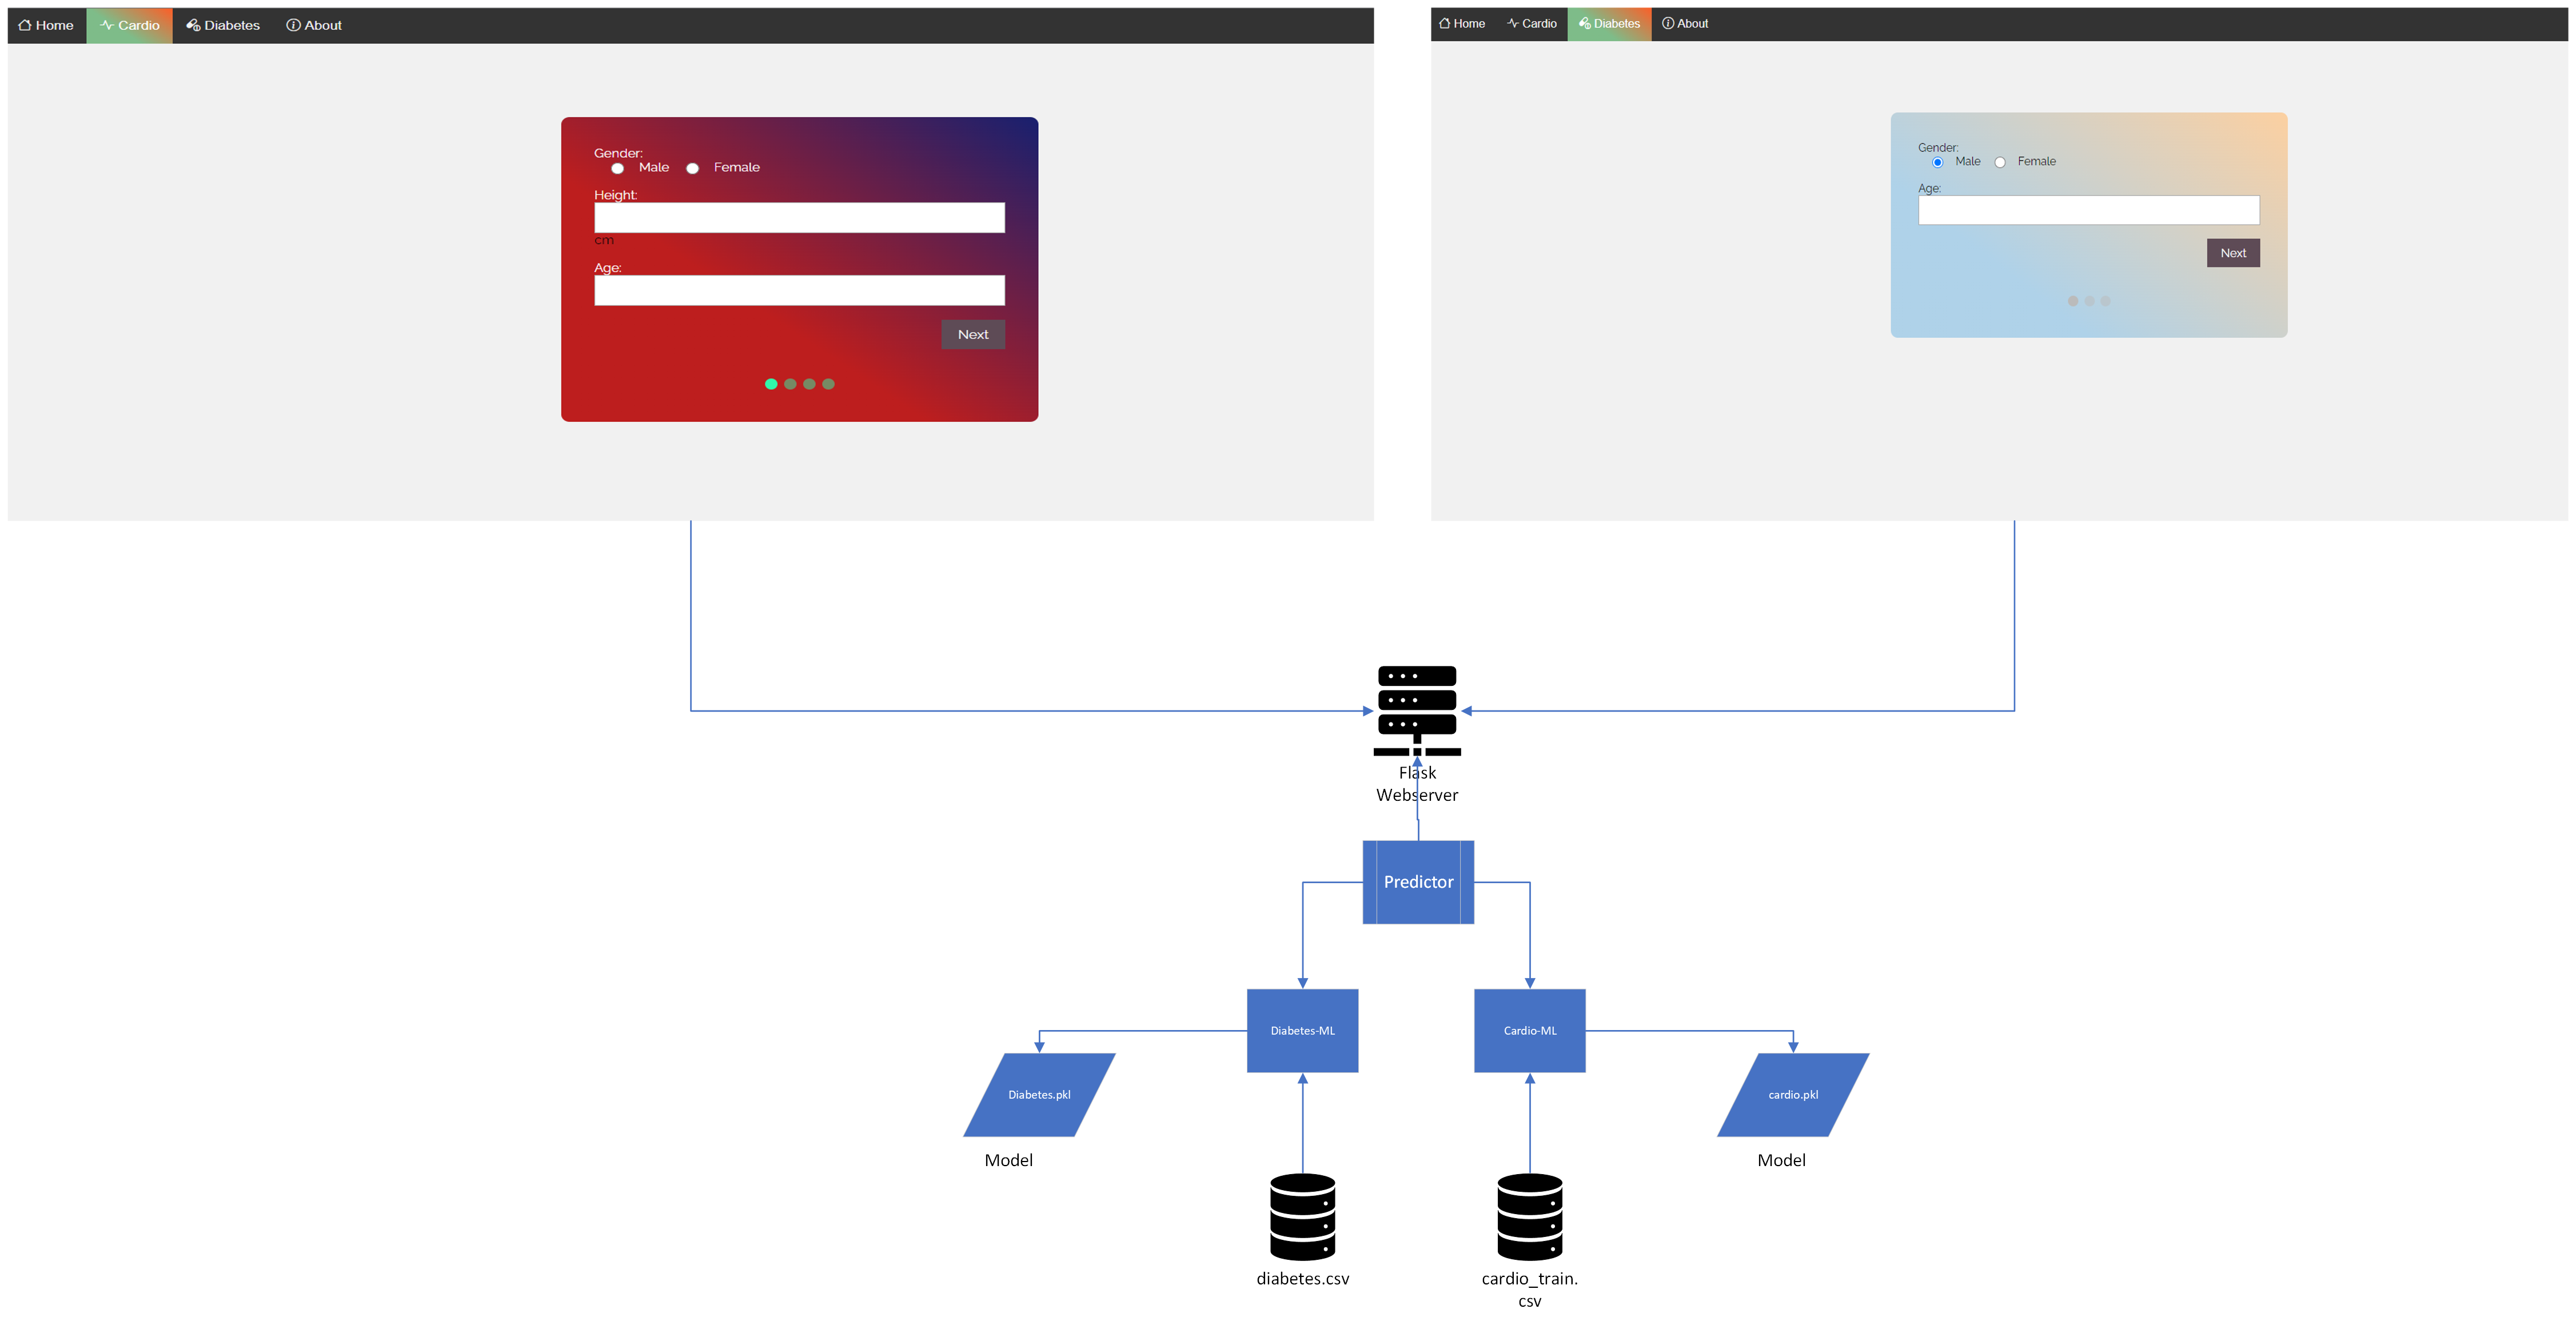 Home Cardio Diabetes About
Gender:
Male Female
Height:
cm
Age:
Next
Home Cardio Diabetes About
Gender:
Male Female
Age:
Next
Flask
Webserver
Predictor
Diabetes-ML
Cardio-ML
Diabetes.pkl
cardio.pkl
Model
Model
diabetes.csv
cardio_train.
csv